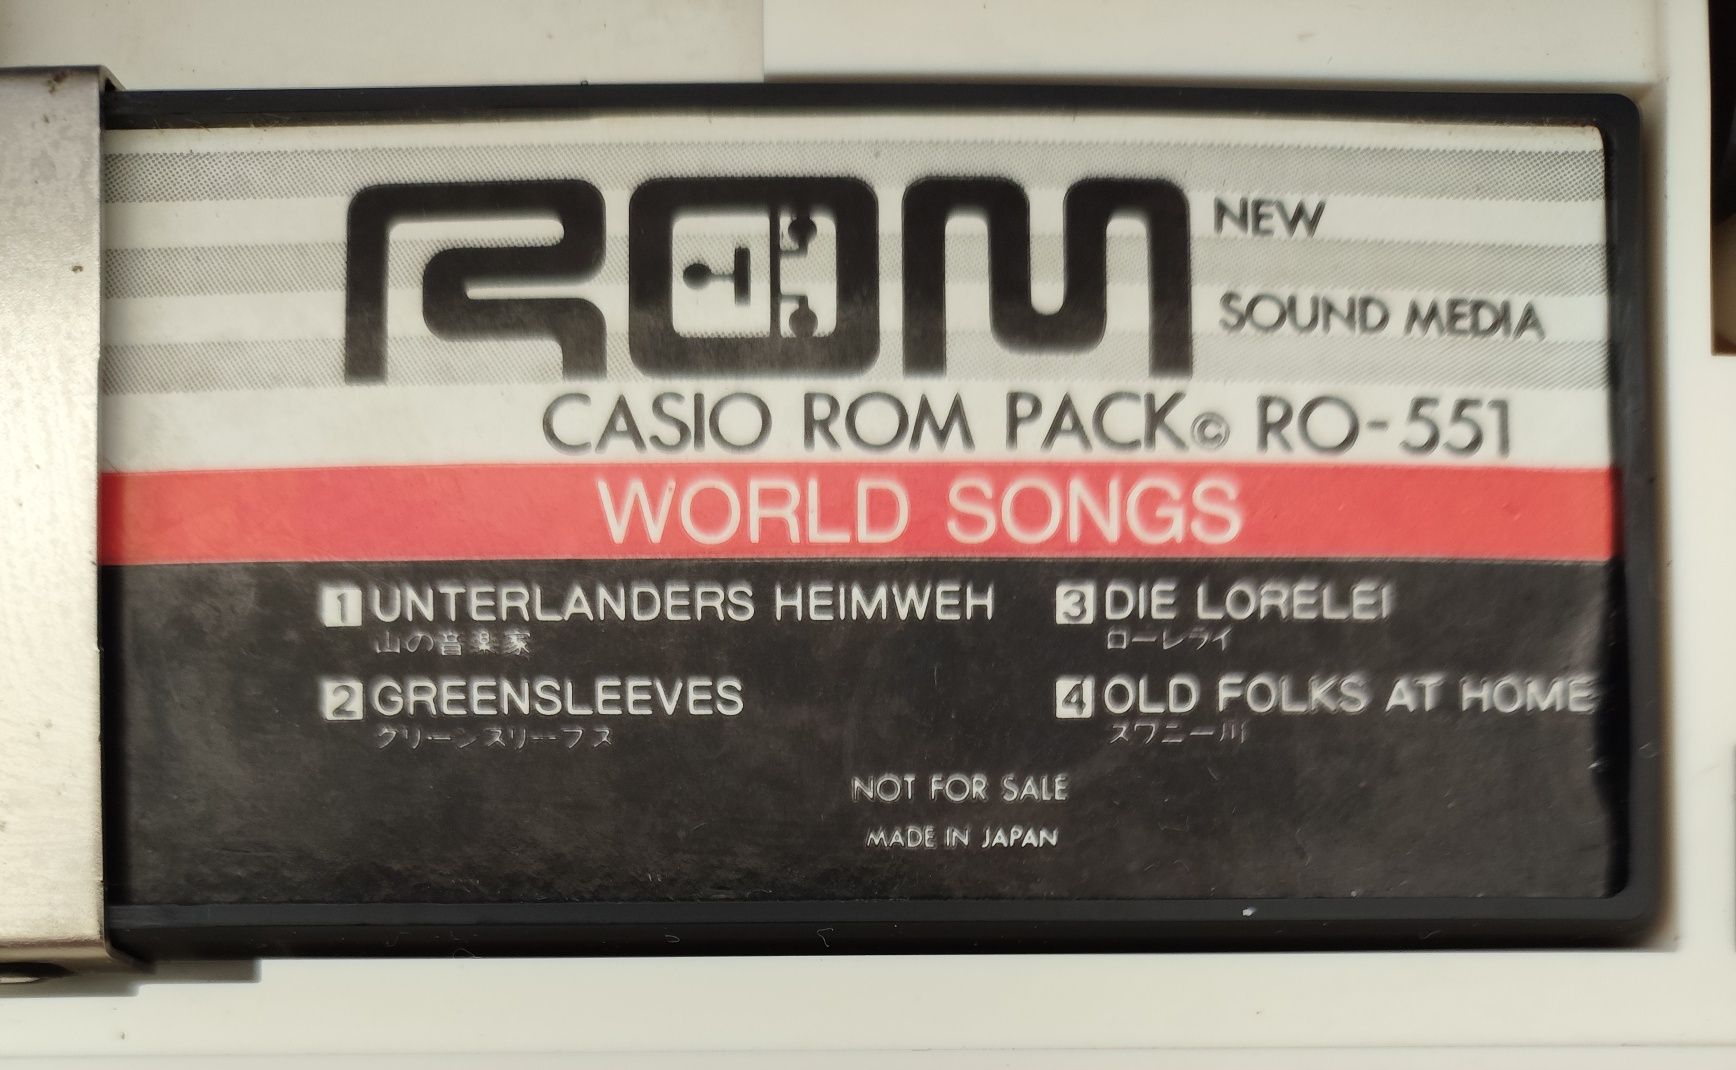 ROM
NEW
SOUND MEDIA
CASIO ROM PACK© RO-551
WORLD SONGS
1 UNTERLANDERS HEIMWEH
山の音楽家
2 GREENSLEEVES
グリーンスリーブス
3 DIE LORELEI
ローレライ
4 OLD FOLKS AT HOME
スワニー川
NOT FOR SALE
MADE IN JAPAN